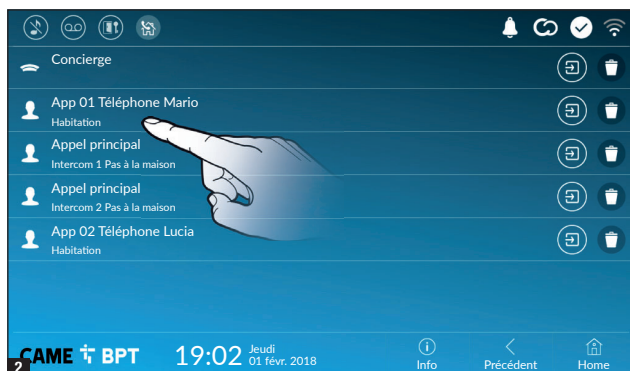 Concierge
App 01 Téléphone Mario
Habitation
Appel principal
Intercom 1 Pas à la maison
Appel principal
Intercom 2 Pas à la maison
App 02 Téléphone Lucia
Habitation
2
CAME BPT
19:02
Jeudi
01 févr. 2018
Info
Précédent
Home